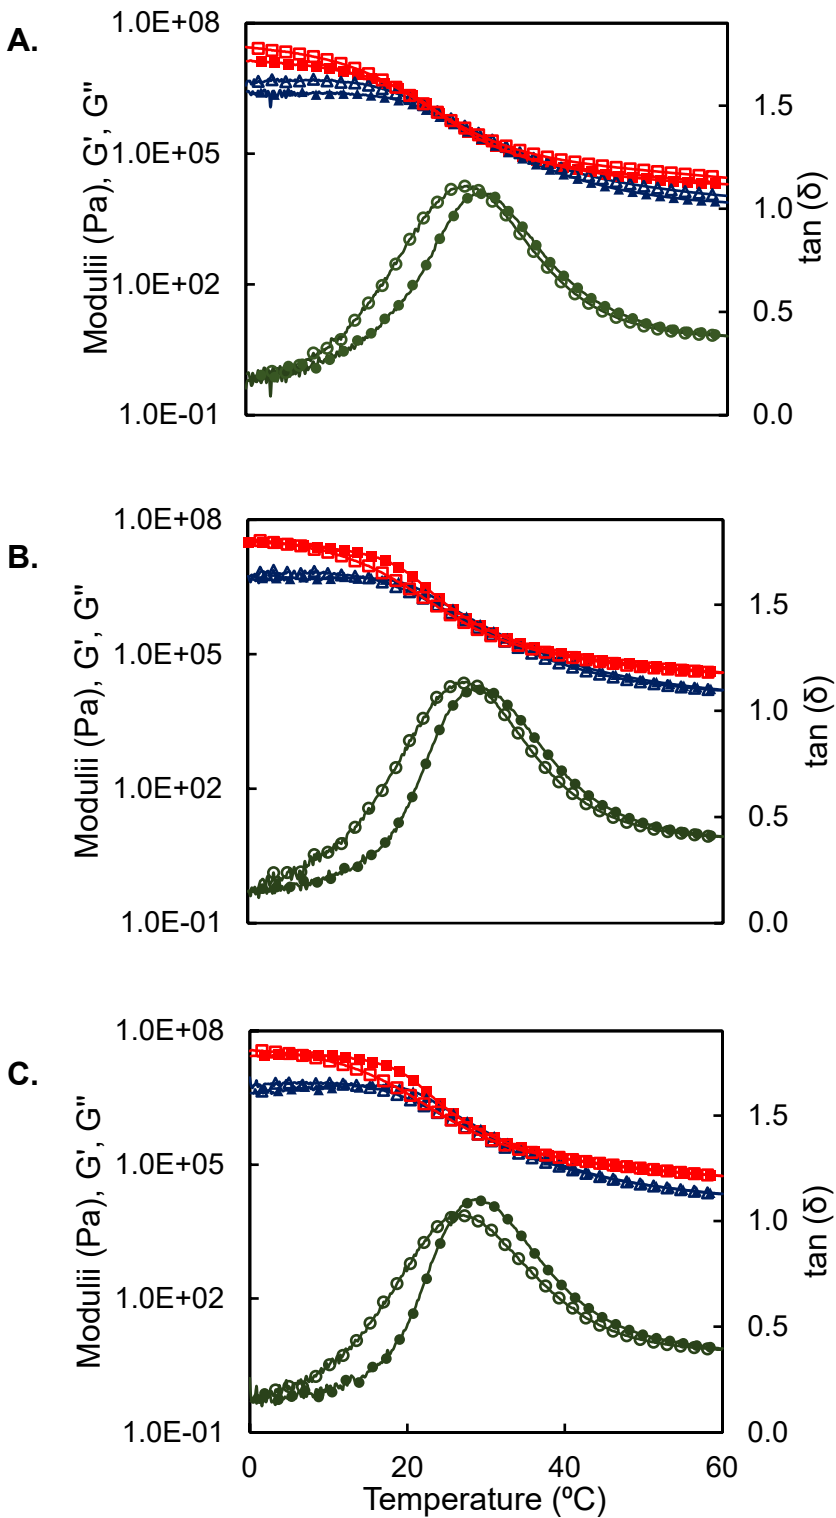 A.
1.0E+08
1.0E+05
1.0E+02
1.0E-01
Modulii (Pa), G', G"
1.5
1.0
0.5
0.0
tan (δ)
B.
1.0E+08
1.0E+05
1.0E+02
1.0E-01
Modulii (Pa), G', G"
1.5
1.0
0.5
0.0
tan (δ)
C.
1.0E+08
1.0E+05
1.0E+02
1.0E-01
Modulii (Pa), G', G"
1.5
1.0
0.5
0.0
tan (δ)
0 20 40 60
Temperature (ºC)